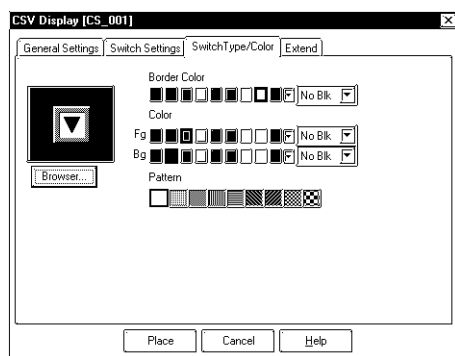 CSV Display [CS_001]
General Settings Switch Settings SwitchType/Color Extend
Border Color
No Blk
Color
Fg No Blk
Bg No Blk
Browser...
Pattern
Place Cancel Help